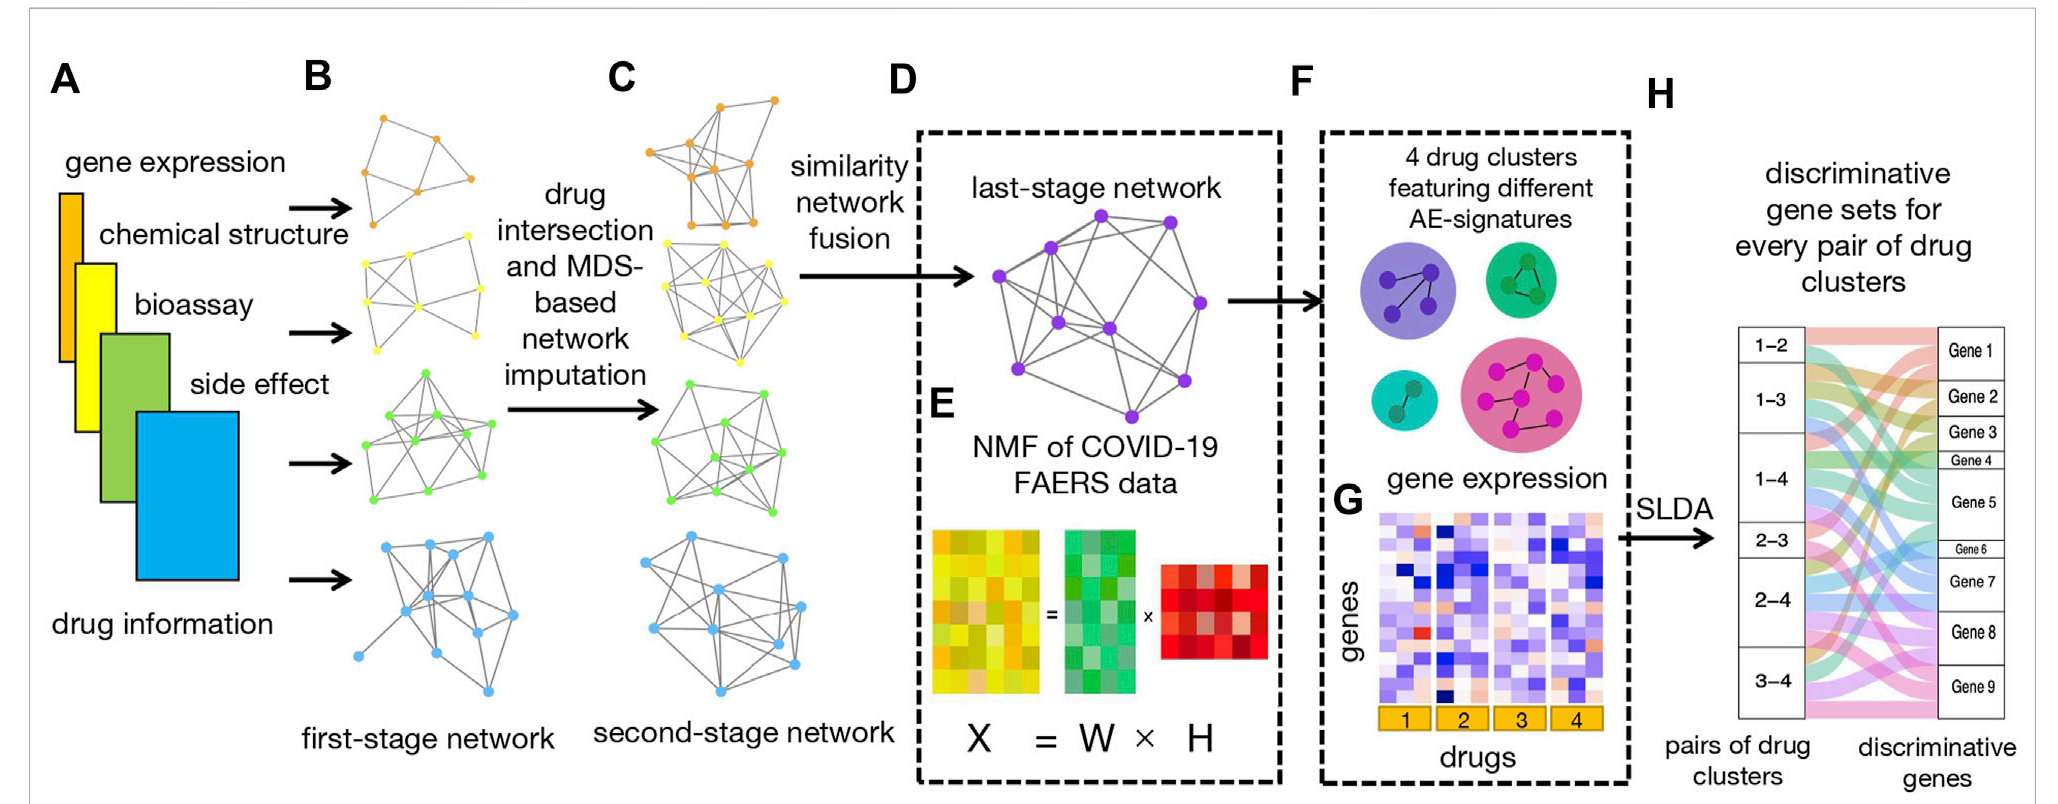 A
gene expression
chemical structure
bioassay
side effect
drug information
B
first-stage network
drug
intersection
and MDS-
based
network
imputation
C
second-stage network
similarity
network
fusion
D
last-stage network
E
NMF of COVID-19
FAERS data
= ×
X = W × H
F
4 drug clusters
featuring different
AE-signatures
gene expression
G
genes
1 2 3 4
drugs
SLDA
H
discriminative
gene sets for
every pair of drug
clusters
1–2
1–3
1–4
2–3
2–4
3–4
Gene 1
Gene 2
Gene 3
Gene 4
Gene 5
Gene 6
Gene 7
Gene 8
Gene 9
pairs of drug
clusters
discriminative
genes